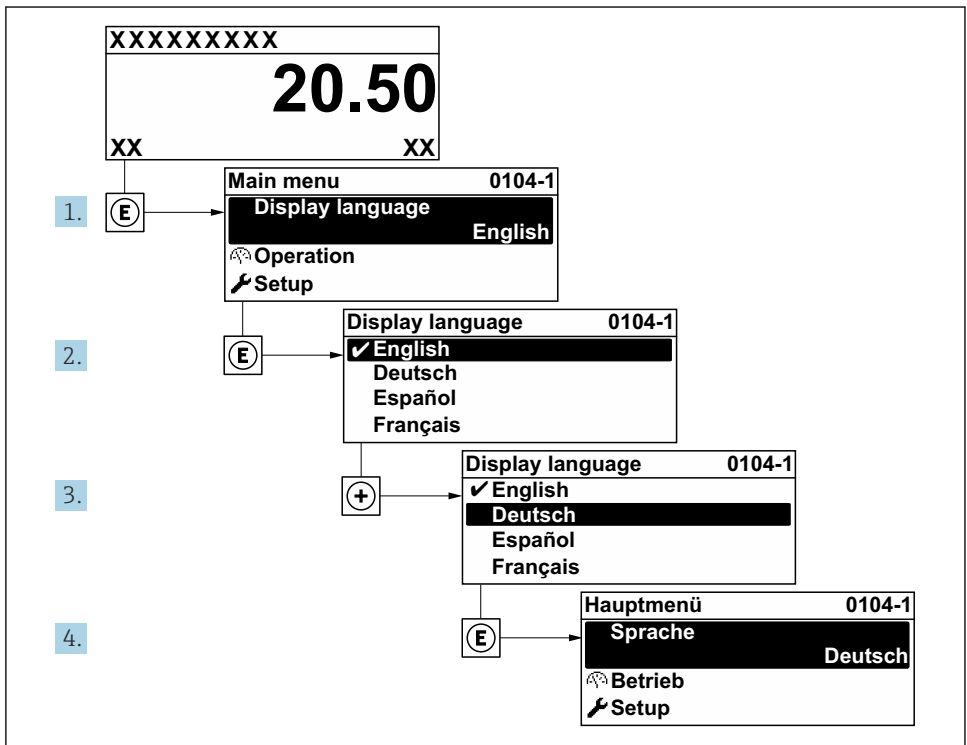 XXXXXXXXX
20.50
XX XX
1. E
Main menu 0104-1
Display language
English
Operation
Setup
2. E
Display language 0104-1
✔English
Deutsch
Español
Français
3. +
Display language 0104-1
✔English
Deutsch
Español
Français
4. E
Hauptmenü 0104-1
Sprache
Deutsch
Betrieb
Setup